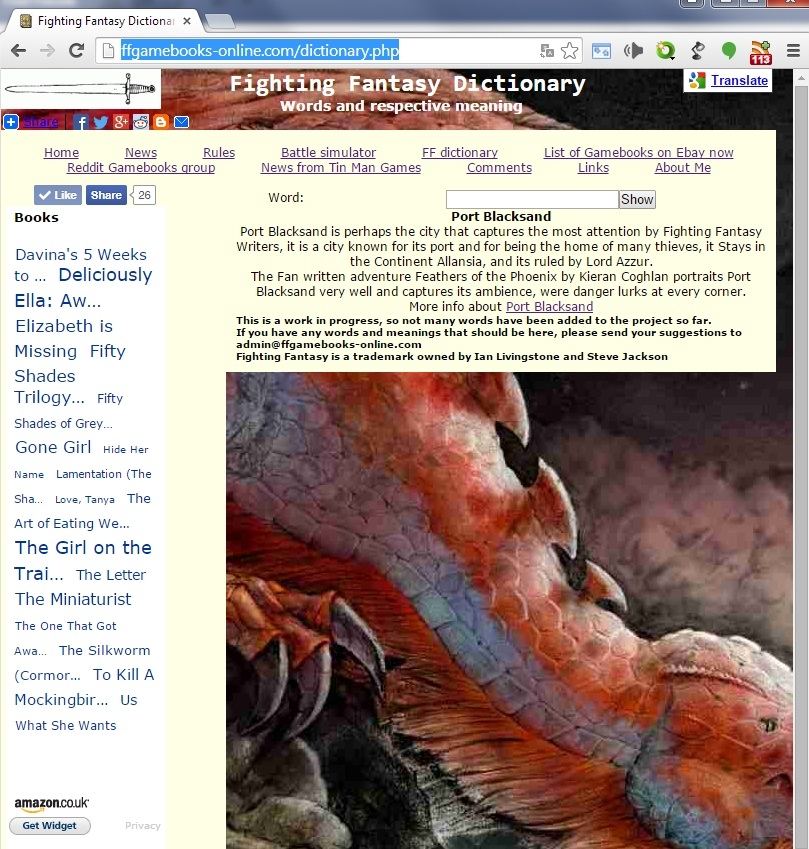 Fighting Fantasy Dictiona
ffgamebooks-online.com/dictionary.php
113
Fighting Fantasy Dictionary
Words and respective meaning
Translate
Share
Home News Rules Battle simulator FF dictionary List of Gamebooks on Ebay now
Reddit Gamebooks group News from Tin Man Games Comments Links About Me
Like Share 26
Word: Show
Books
Port Blacksand
Port Blacksand is perhaps the city that captures the most attention by Fighting Fantasy
Writers, it is a city known for its port and for being the home of many thieves, it Stays in
the Continent Allansia, and its ruled by Lord Azzur.
The Fan written adventure Feathers of the Phoenix by Kieran Coghlan portraits Port
Blacksand very well and captures its ambience, were danger lurks at every corner.
More info about Port Blacksand
This is a work in progress, so not many words have been added to the project so far.
If you have any words and meanings that should be here, please send your suggestions to
admin@ffgamebooks-online.com
Fighting Fantasy is a trademark owned by Ian Livingstone and Steve Jackson
Davina's 5 Weeks
to ... Deliciously
Ella: Aw...
Elizabeth is
Missing Fifty
Shades
Trilogy... Fifty
Shades of Grey...
Gone Girl Hide Her
Name Lamentation (The
Sha... Love, Tanya The
Art of Eating We...
The Girl on the
Trai... The Letter
The Miniaturist
The One That Got
Awa... The Silkworm
(Cormor... To Kill A
Mockingbir... Us
What She Wants
amazon.co.uk
Get Widget Privacy